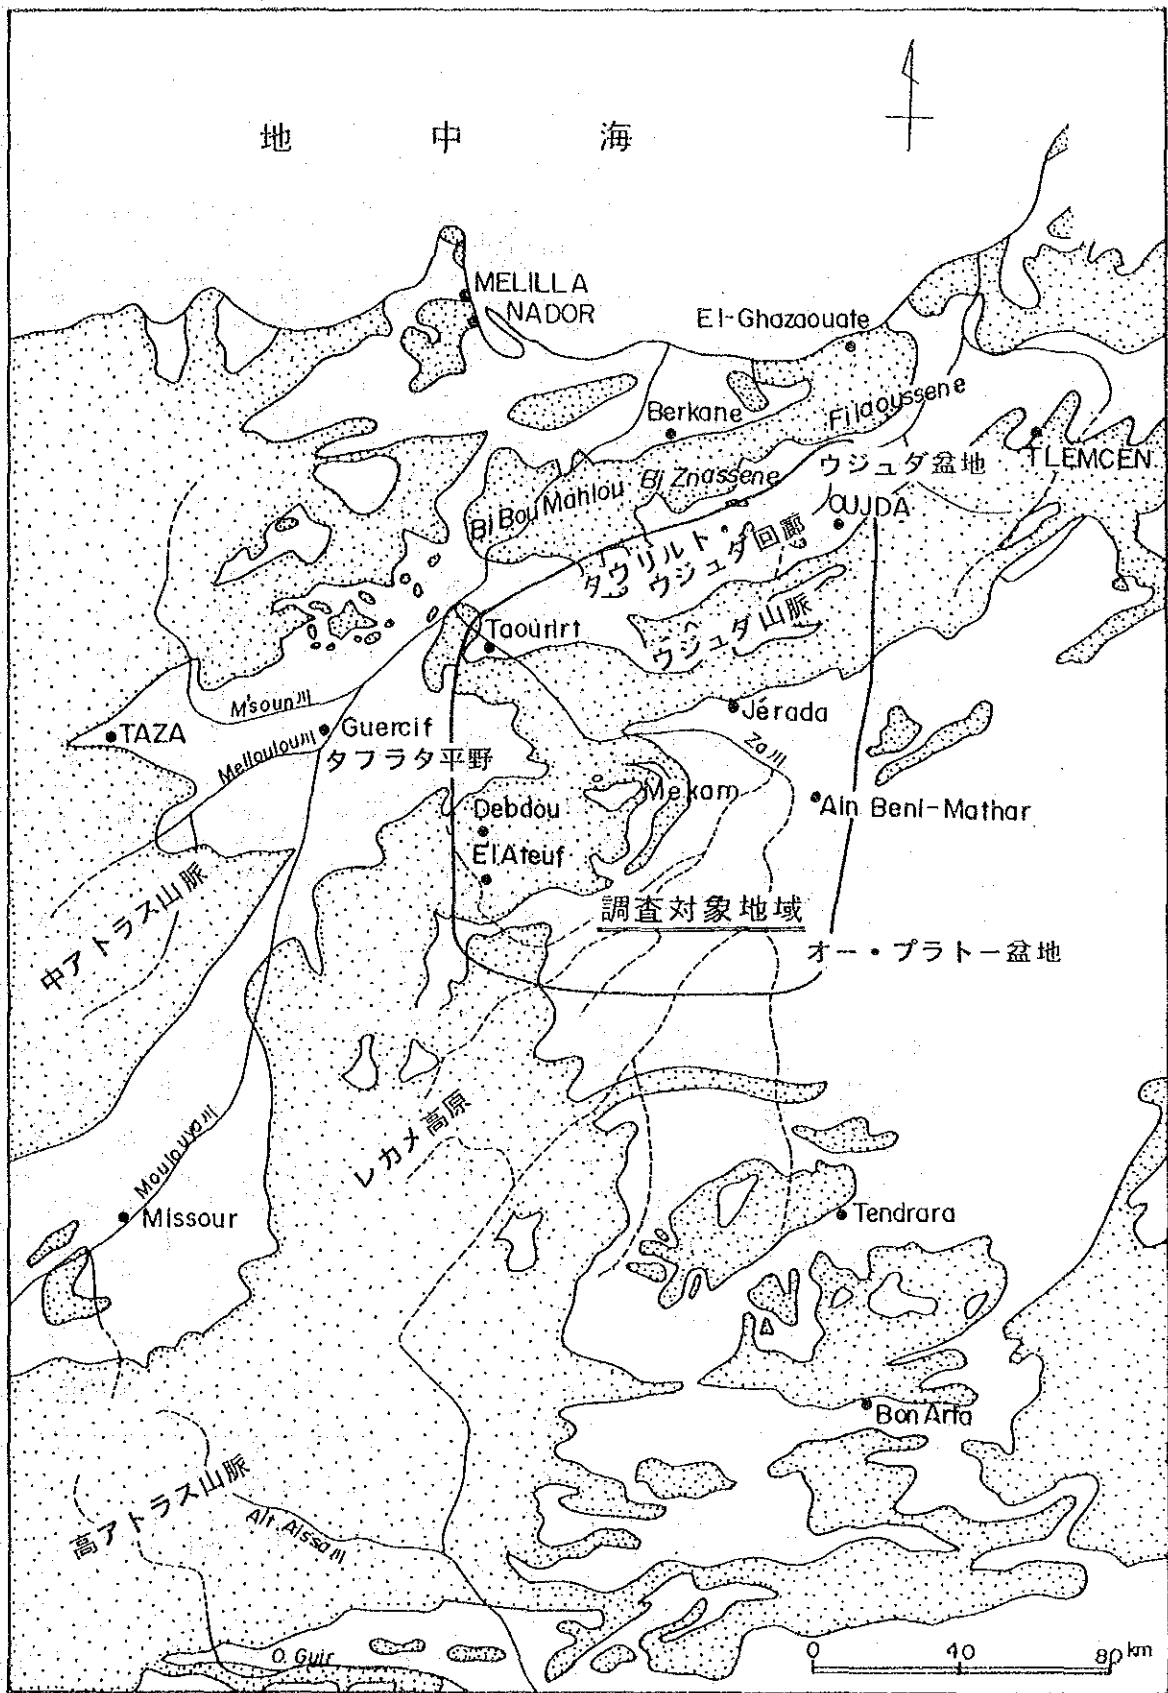 地 中 海
MELILLA
NADOR
El-Ghazaouate
Berkane
Filaoussene
ウジュダ盆地
TLEMCEN
Bj Znassene
Bj Bou Mahlou
OUJDA
タウリルト・
ウジュダ回廊
Taourirt
ウジュダ山脈
M'soun川
Jérada
TAZA
Guercif
Melloulou川
タフラタ平野
Za川
Mekam
Debdou
Ain Beni-Mathar
El Ateuf
中アトラス山脈
調査対象地域
オー・プラトー盆地
レカメ高原
Moulouya川
Missour
Tendrara
Bon Arfa
高アトラス山脈
Ait. Aissa川
O. Guir
0 40 80 km